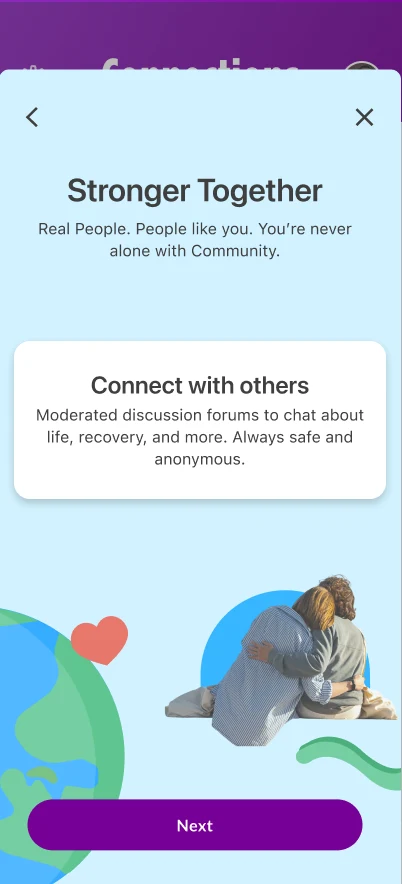 Connections
Stronger Together
Real People. People like you. You’re never
alone with Community.
Connect with others
Moderated discussion forums to chat about
life, recovery, and more. Always safe and
anonymous.
Next